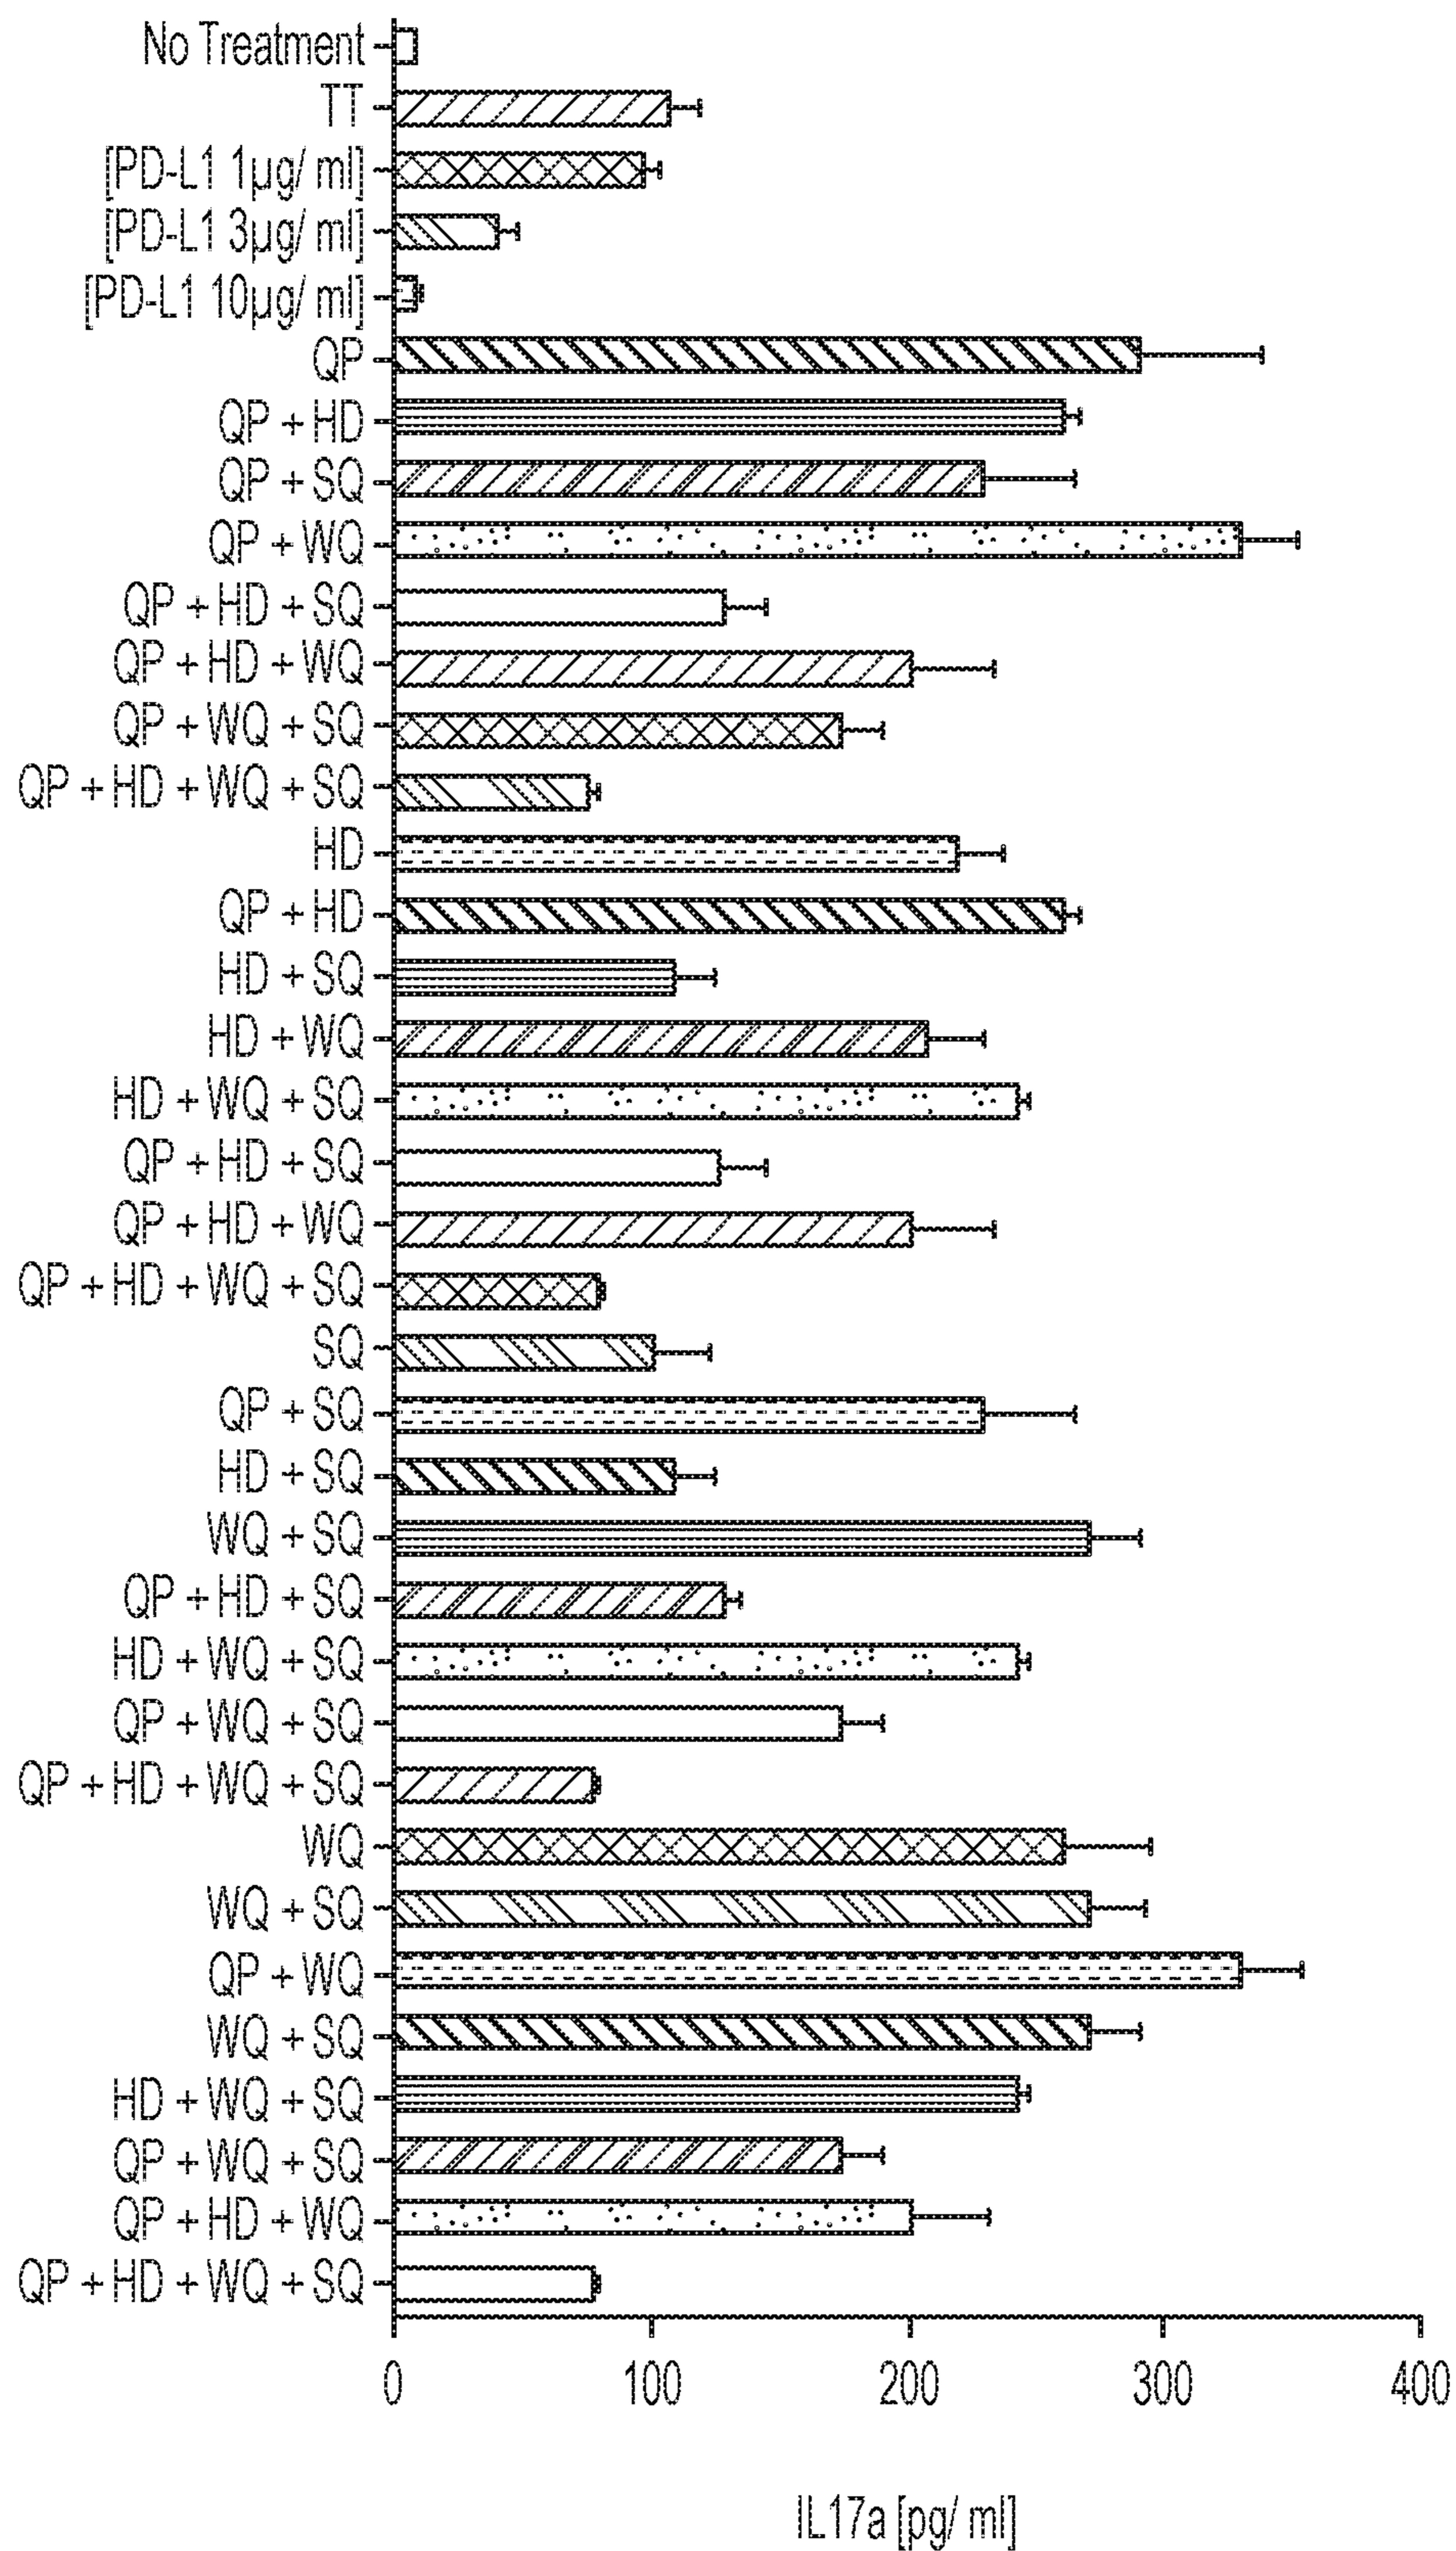 No Treatment
TT
[PD-L1 1µg/ ml]
[PD-L1 3µg/ ml]
[PD-L1 10µg/ ml]
QP
QP + HD
QP + SQ
QP + WQ
QP + HD + SQ
QP + HD + WQ
QP + WQ + SQ
QP + HD + WQ + SQ
HD
QP + HD
HD + SQ
HD + WQ
HD + WQ + SQ
QP + HD + SQ
QP + HD + WQ
QP + HD + WQ + SQ
SQ
QP + SQ
HD + SQ
WQ + SQ
QP + HD + SQ
HD + WQ + SQ
QP + WQ + SQ
QP + HD + WQ + SQ
WQ
WQ + SQ
QP + WQ
WQ + SQ
HD + WQ + SQ
QP + WQ + SQ
QP + HD + WQ
QP + HD + WQ + SQ
0 100 200 300 400
IL17a [pg/ ml]